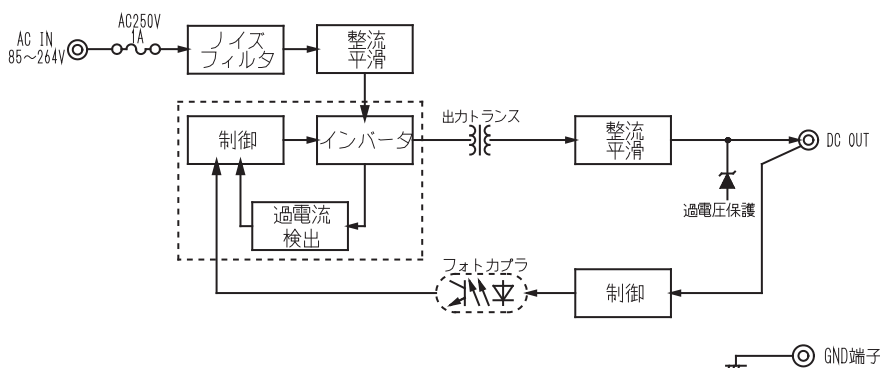 AC IN
85～264V
AC250V
1A
ノイズ
フィルタ
整流
平滑
制御
インバータ
出力トランス
整流
平滑
DC OUT
過電圧保護
過電流
検出
フォトカプラ
制御
GND端子